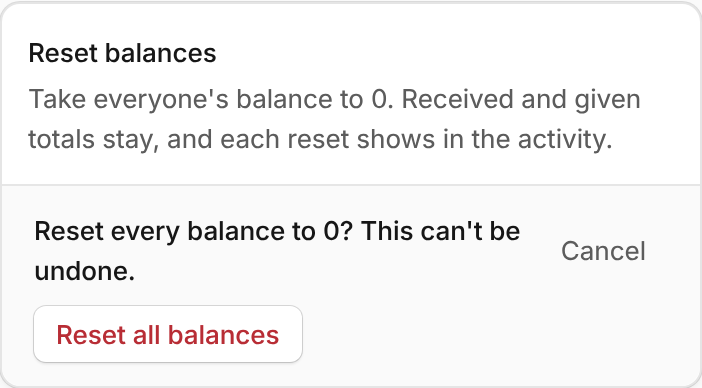 Reset balances
Take everyone's balance to 0. Received and given
totals stay, and each reset shows in the activity.
Reset every balance to 0? This can't be
undone.
Cancel
Reset all balances